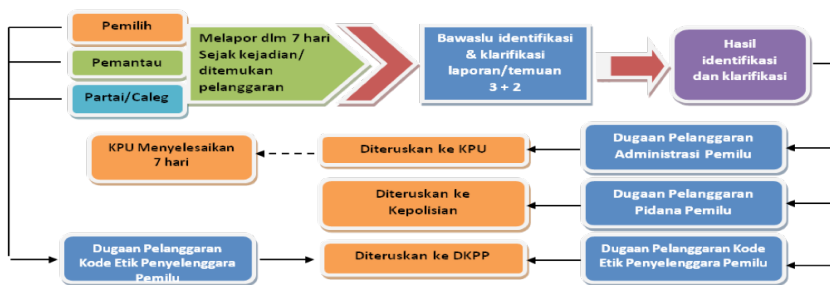 Pemilih
Pemantau
Partai/Caleg
Melapor dlm 7 hari
Sejak kejadian/
ditemukan
pelanggaran
Bawaslu identifikasi
& klarifikasi
laporan/temuan
3 + 2
Hasil
identifikasi
dan klarifikasi
KPU Menyelesaikan
7 hari
Diteruskan ke KPU
Dugaan Pelanggaran
Administrasi Pemilu
Diteruskan ke
Kepolisian
Dugaan Pelanggaran
Pidana Pemilu
Dugaan Pelanggaran
Kode Etik Penyelenggara
Pemilu
Diteruskan ke DKPP
Dugaan Pelanggaran Kode
Etik Penyelenggara Pemilu